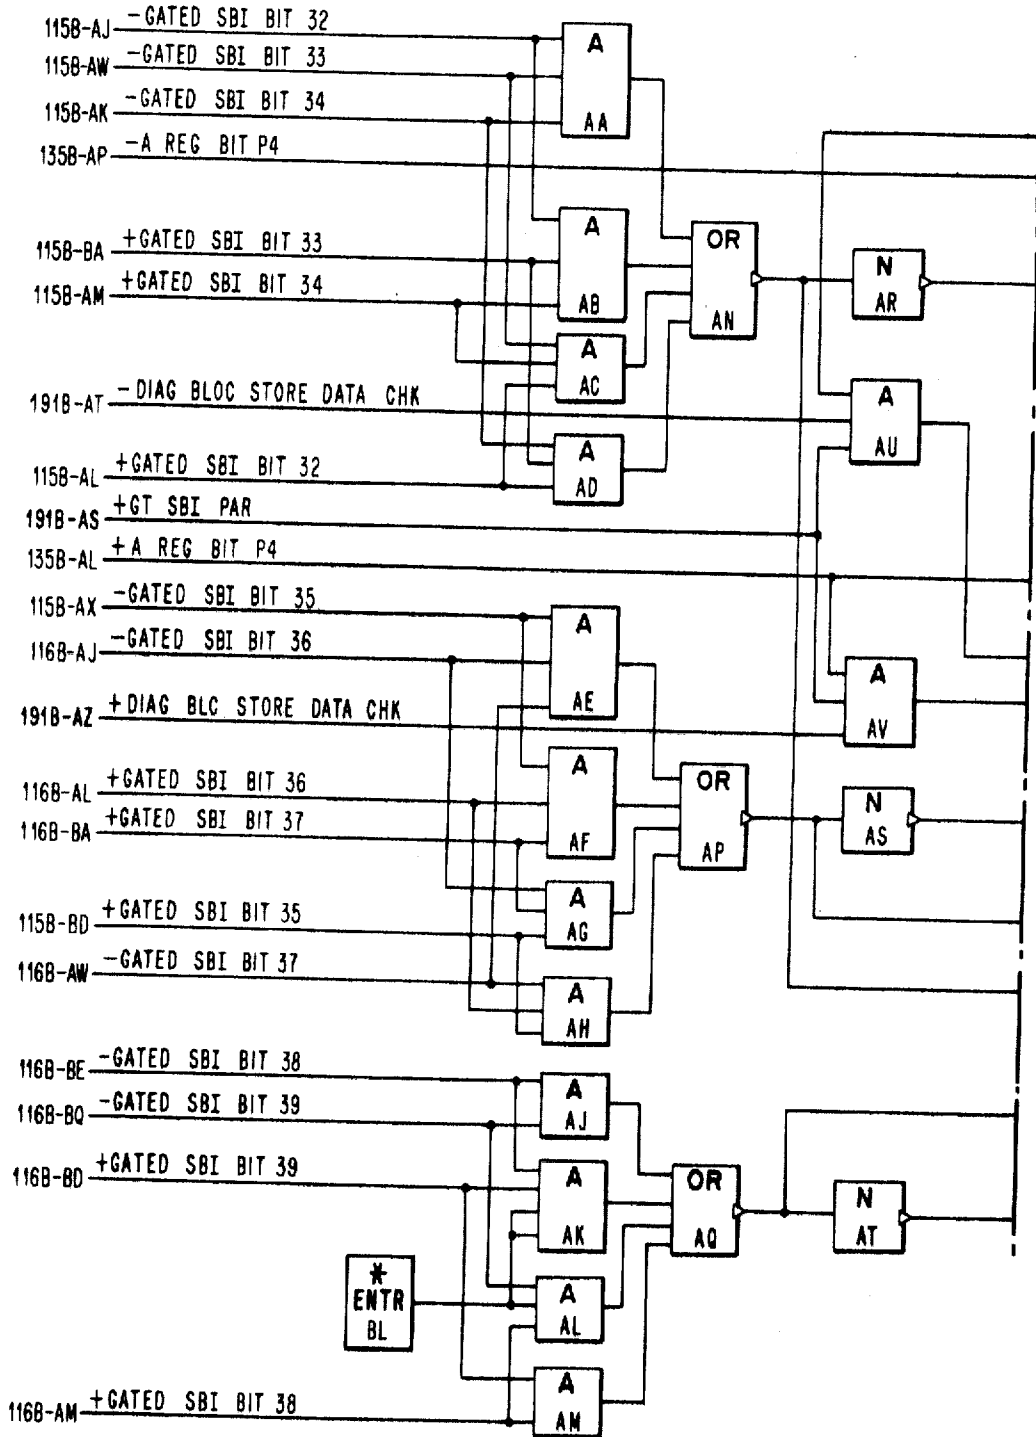 115B-AJ -GATED SBI BIT 32
115B-AW -GATED SBI BIT 33
115B-AK -GATED SBI BIT 34
135B-AP -A REG BIT P4
A
AA
115B-BA +GATED SBI BIT 33
115B-AM +GATED SBI BIT 34
A
AB
OR
AN
N
AR
A
AC
191B-AT -DIAG BLOC STORE DATA CHK
A
AU
115B-AL +GATED SBI BIT 32
A
AD
191B-AS +GT SBI PAR
135B-AL +A REG BIT P4
115B-AX -GATED SBI BIT 35
116B-AJ -GATED SBI BIT 36
A
AE
191B-AZ +DIAG BLC STORE DATA CHK
A
AV
116B-AL +GATED SBI BIT 36
116B-BA +GATED SBI BIT 37
A
AF
OR
AP
N
AS
115B-BD +GATED SBI BIT 35
A
AG
116B-AW -GATED SBI BIT 37
A
AH
116B-BE -GATED SBI BIT 38
116B-BQ -GATED SBI BIT 39
A
AJ
116B-BD +GATED SBI BIT 39
A
AK
OR
AQ
N
AT
*
ENTR
BL
A
AL
116B-AM +GATED SBI BIT 38
A
AM